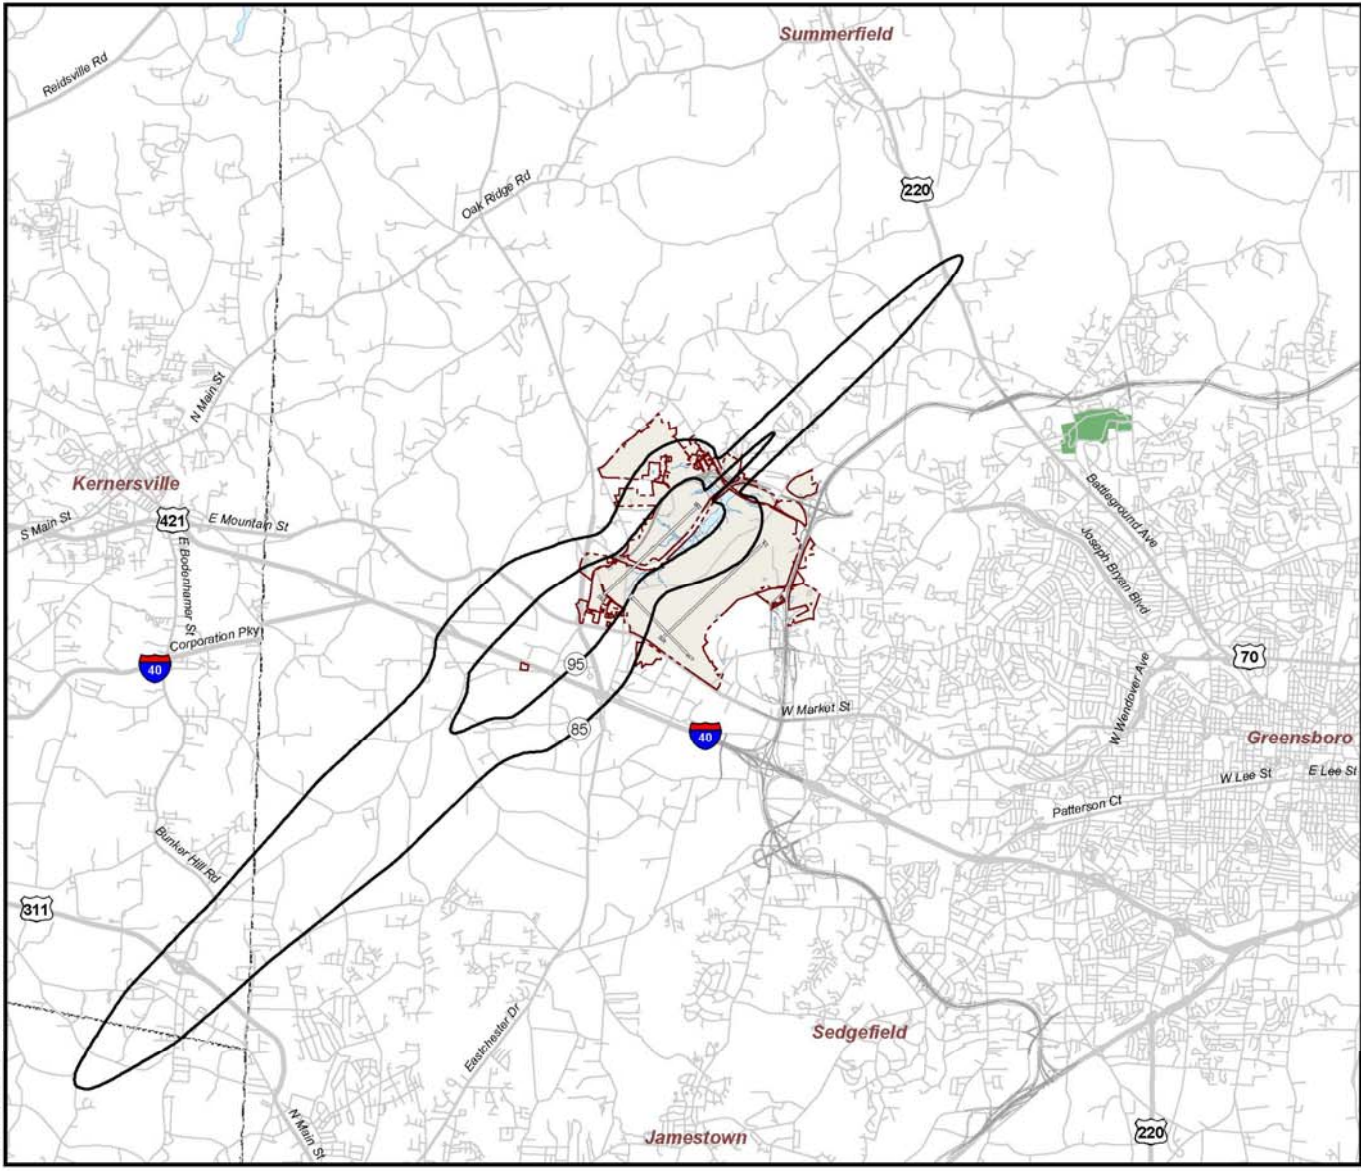 Summerfield
Reidsville Rd
Oak Ridge Rd
220
N Main St
Kernersville
S Main St
421
E Mountain St
E Bodenhamer St
Corporation Pky
40
Battleground Ave
Joseph Bryan Blvd
70
W Wendover Ave
95
85
W Market St
40
Greensboro
W Lee St
E Lee St
Patterson Ct
Bunker Hill Rd
311
Eastchester Dr
Sedgefield
N Main St
Jamestown
220